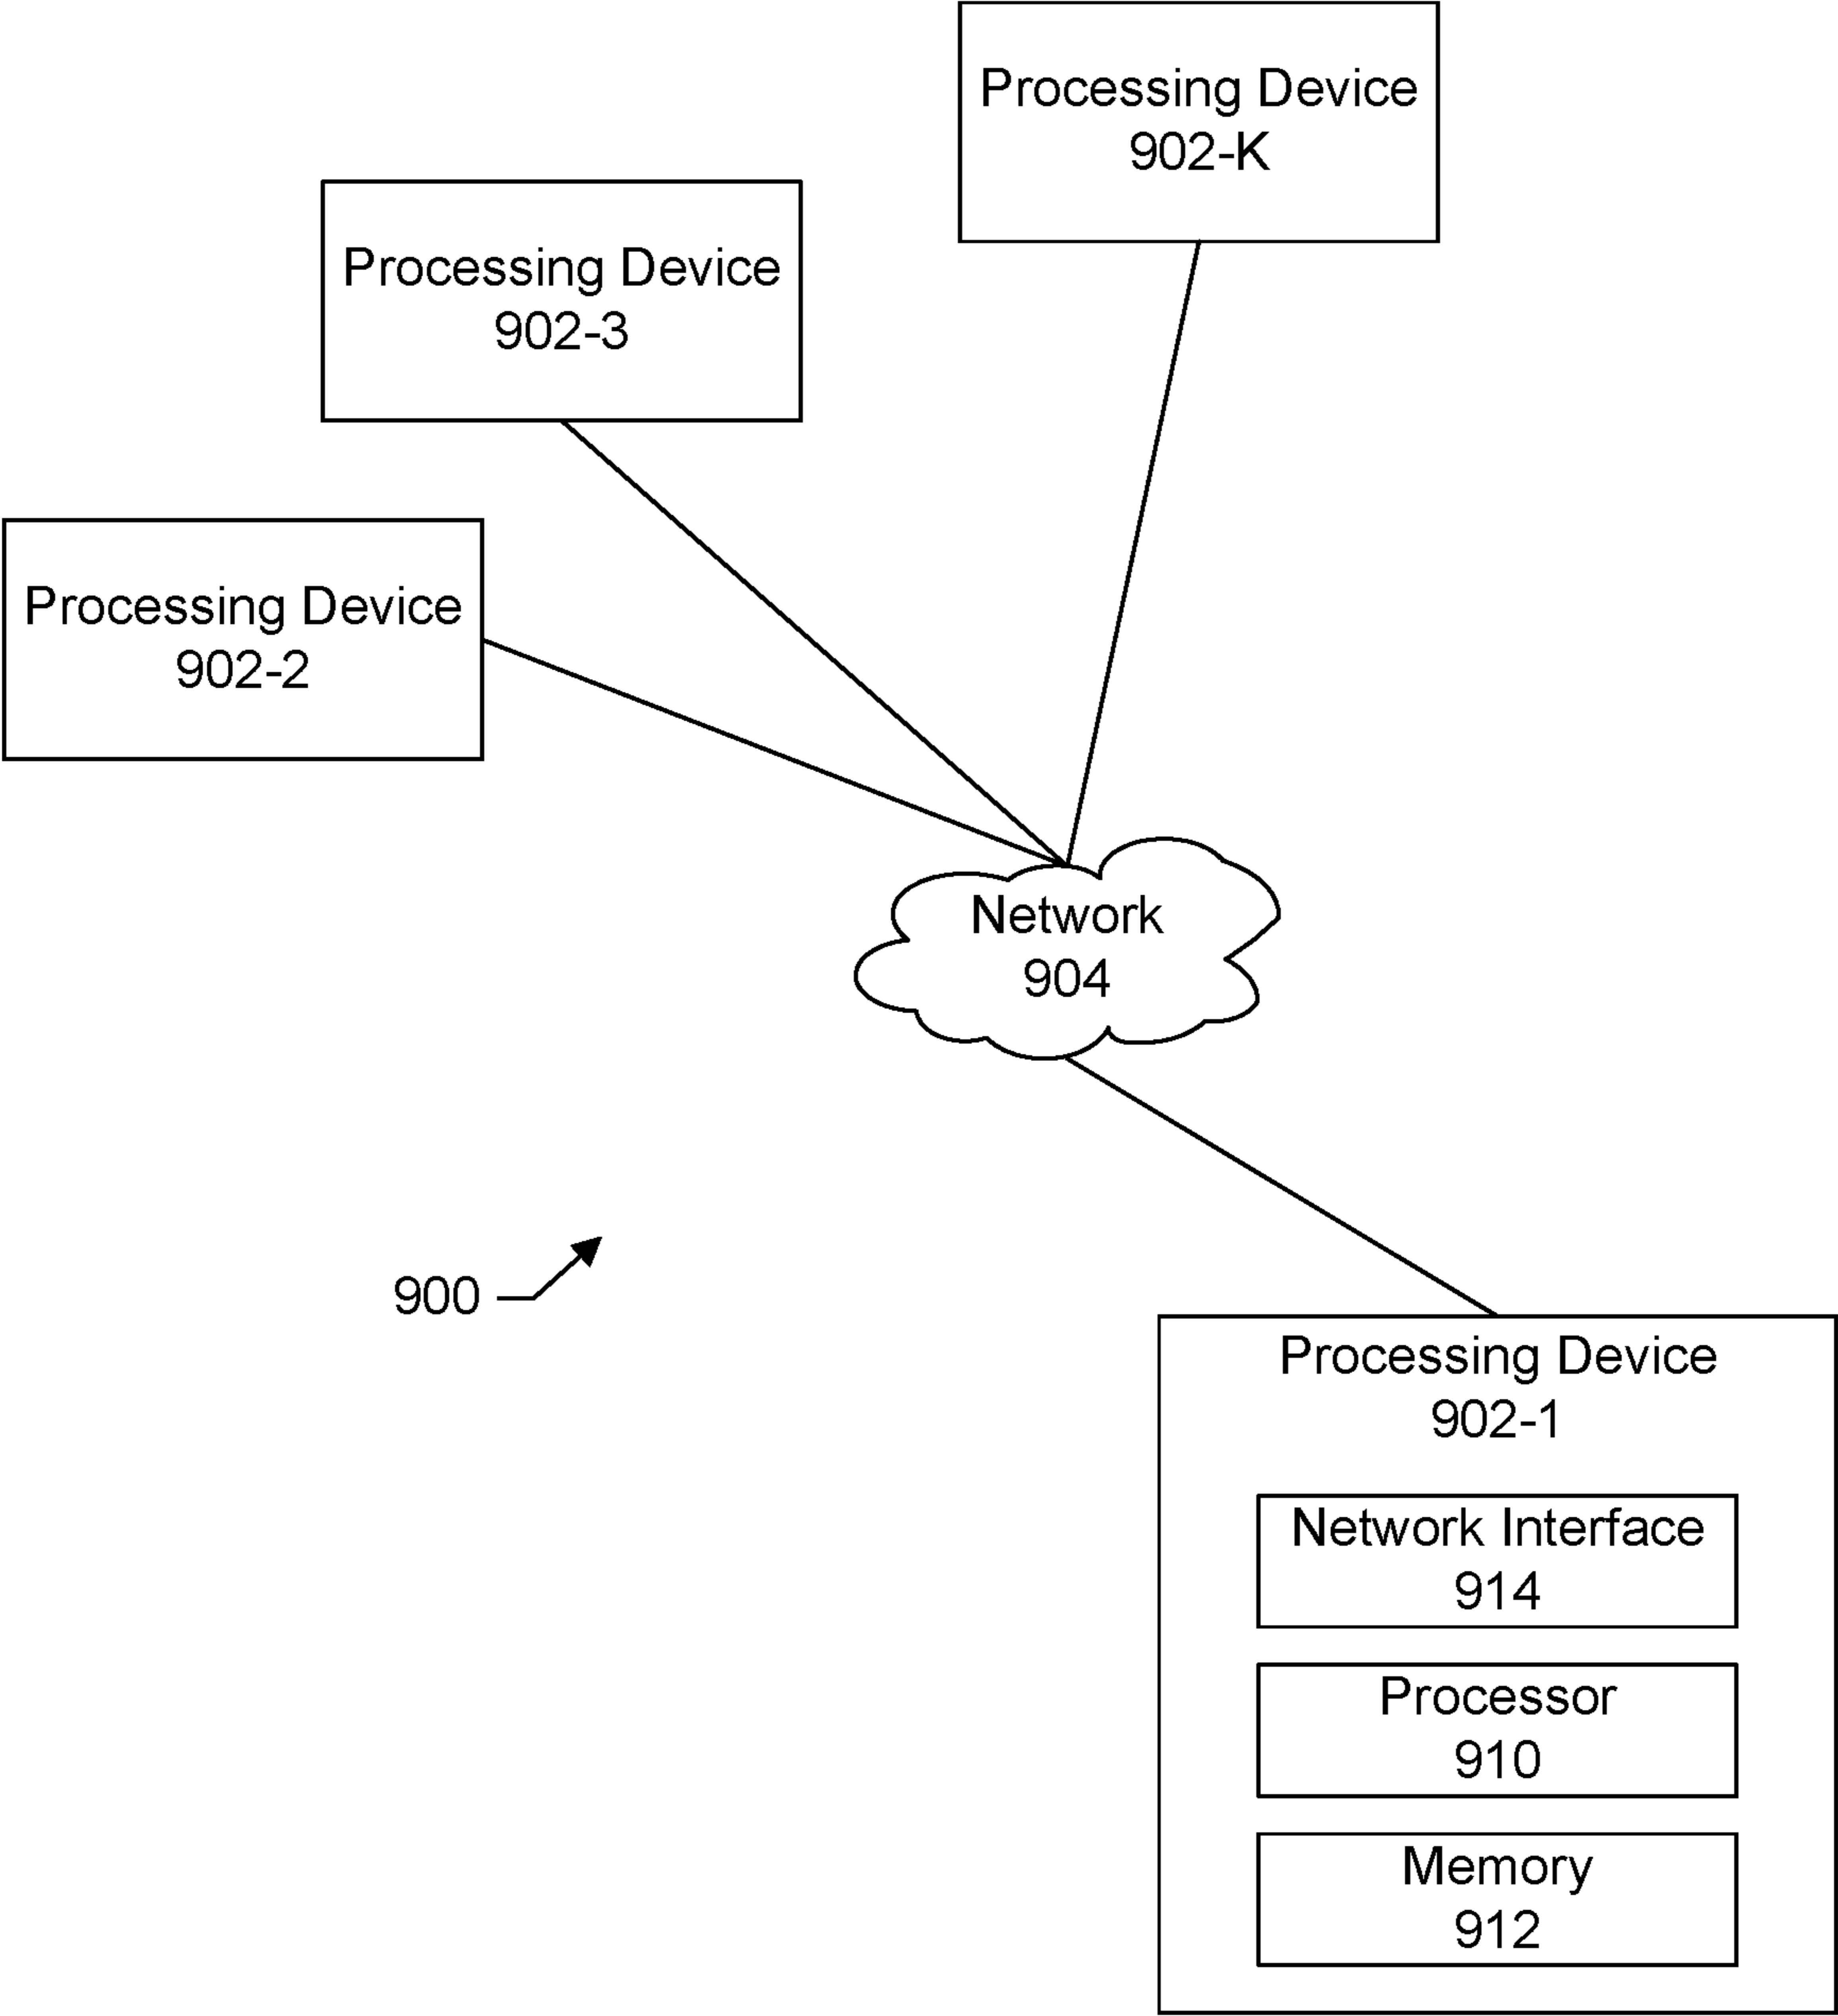 Processing Device
902-K
Processing Device
902-3
Processing Device
902-2
Network
904
900
Processing Device
902-1
Network Interface
914
Processor
910
Memory
912